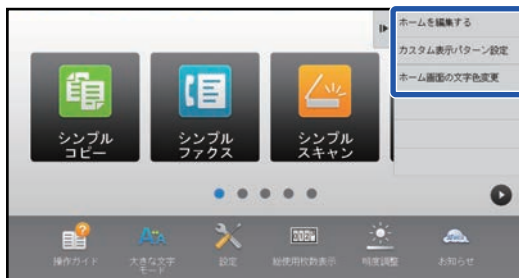 ホームを編集する
カスタム表示パターン設定
ホーム画面の文字色変更
シンプル
コピー
シンプル
ファクス
シンプル
スキャン
操作ガイド
大きな文字
モード
設定
総使用枚数表示
明度調整
お知らせ